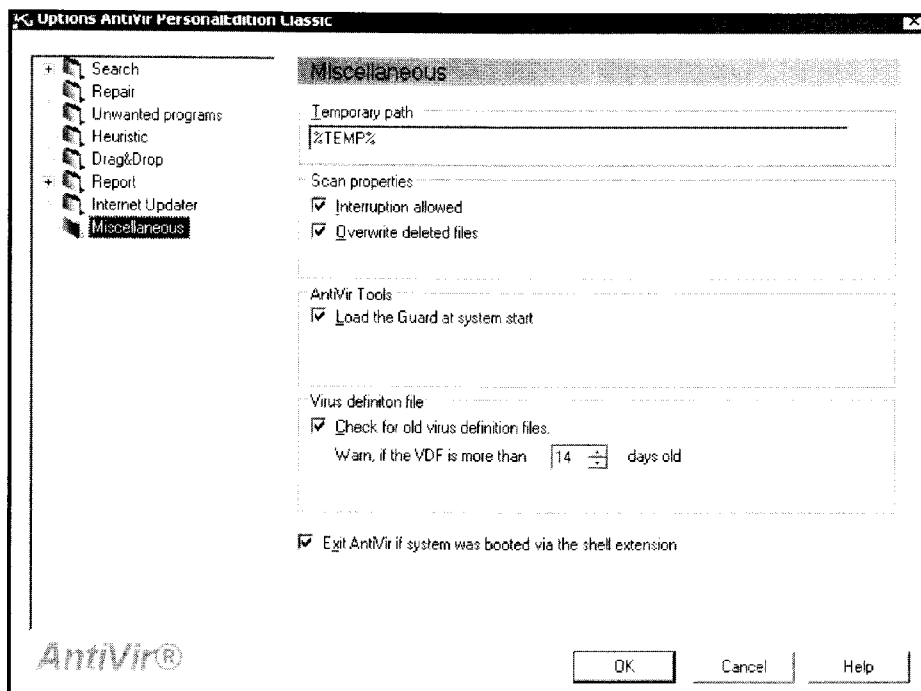 Options AntiVir PersonalEdition Classic
Search
Repair
Unwanted programs
Heuristic
Drag&Drop
Report
Internet Updater
Miscellaneous
Miscellaneous
Temporary path
%TEMP%
Scan properties
Interruption allowed
Overwrite deleted files
AntiVir Tools
Load the Guard at system start
Virus definiton file
Check for old virus definition files.
Warn, if the VDF is more than 14 days old
Exit AntiVir if system was booted via the shell extension
AntiVir®
OK Cancel Help